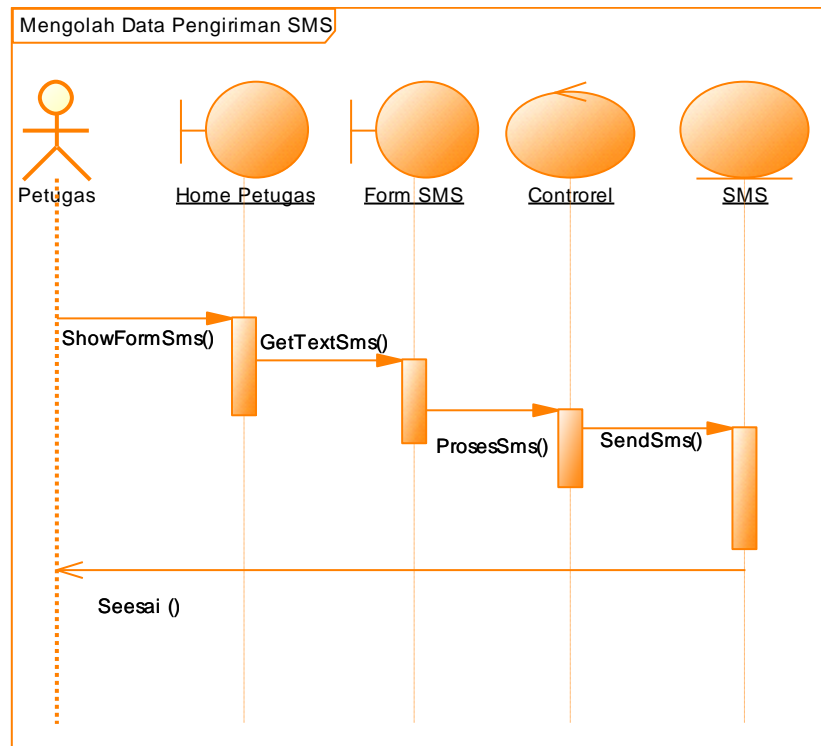 Mengolah Data Pengiriman SMS
Petugas
Home Petugas
Form SMS
Controrel
SMS
ShowFormSms()
GetTextSms()
ProsesSms()
SendSms()
Seesai ()